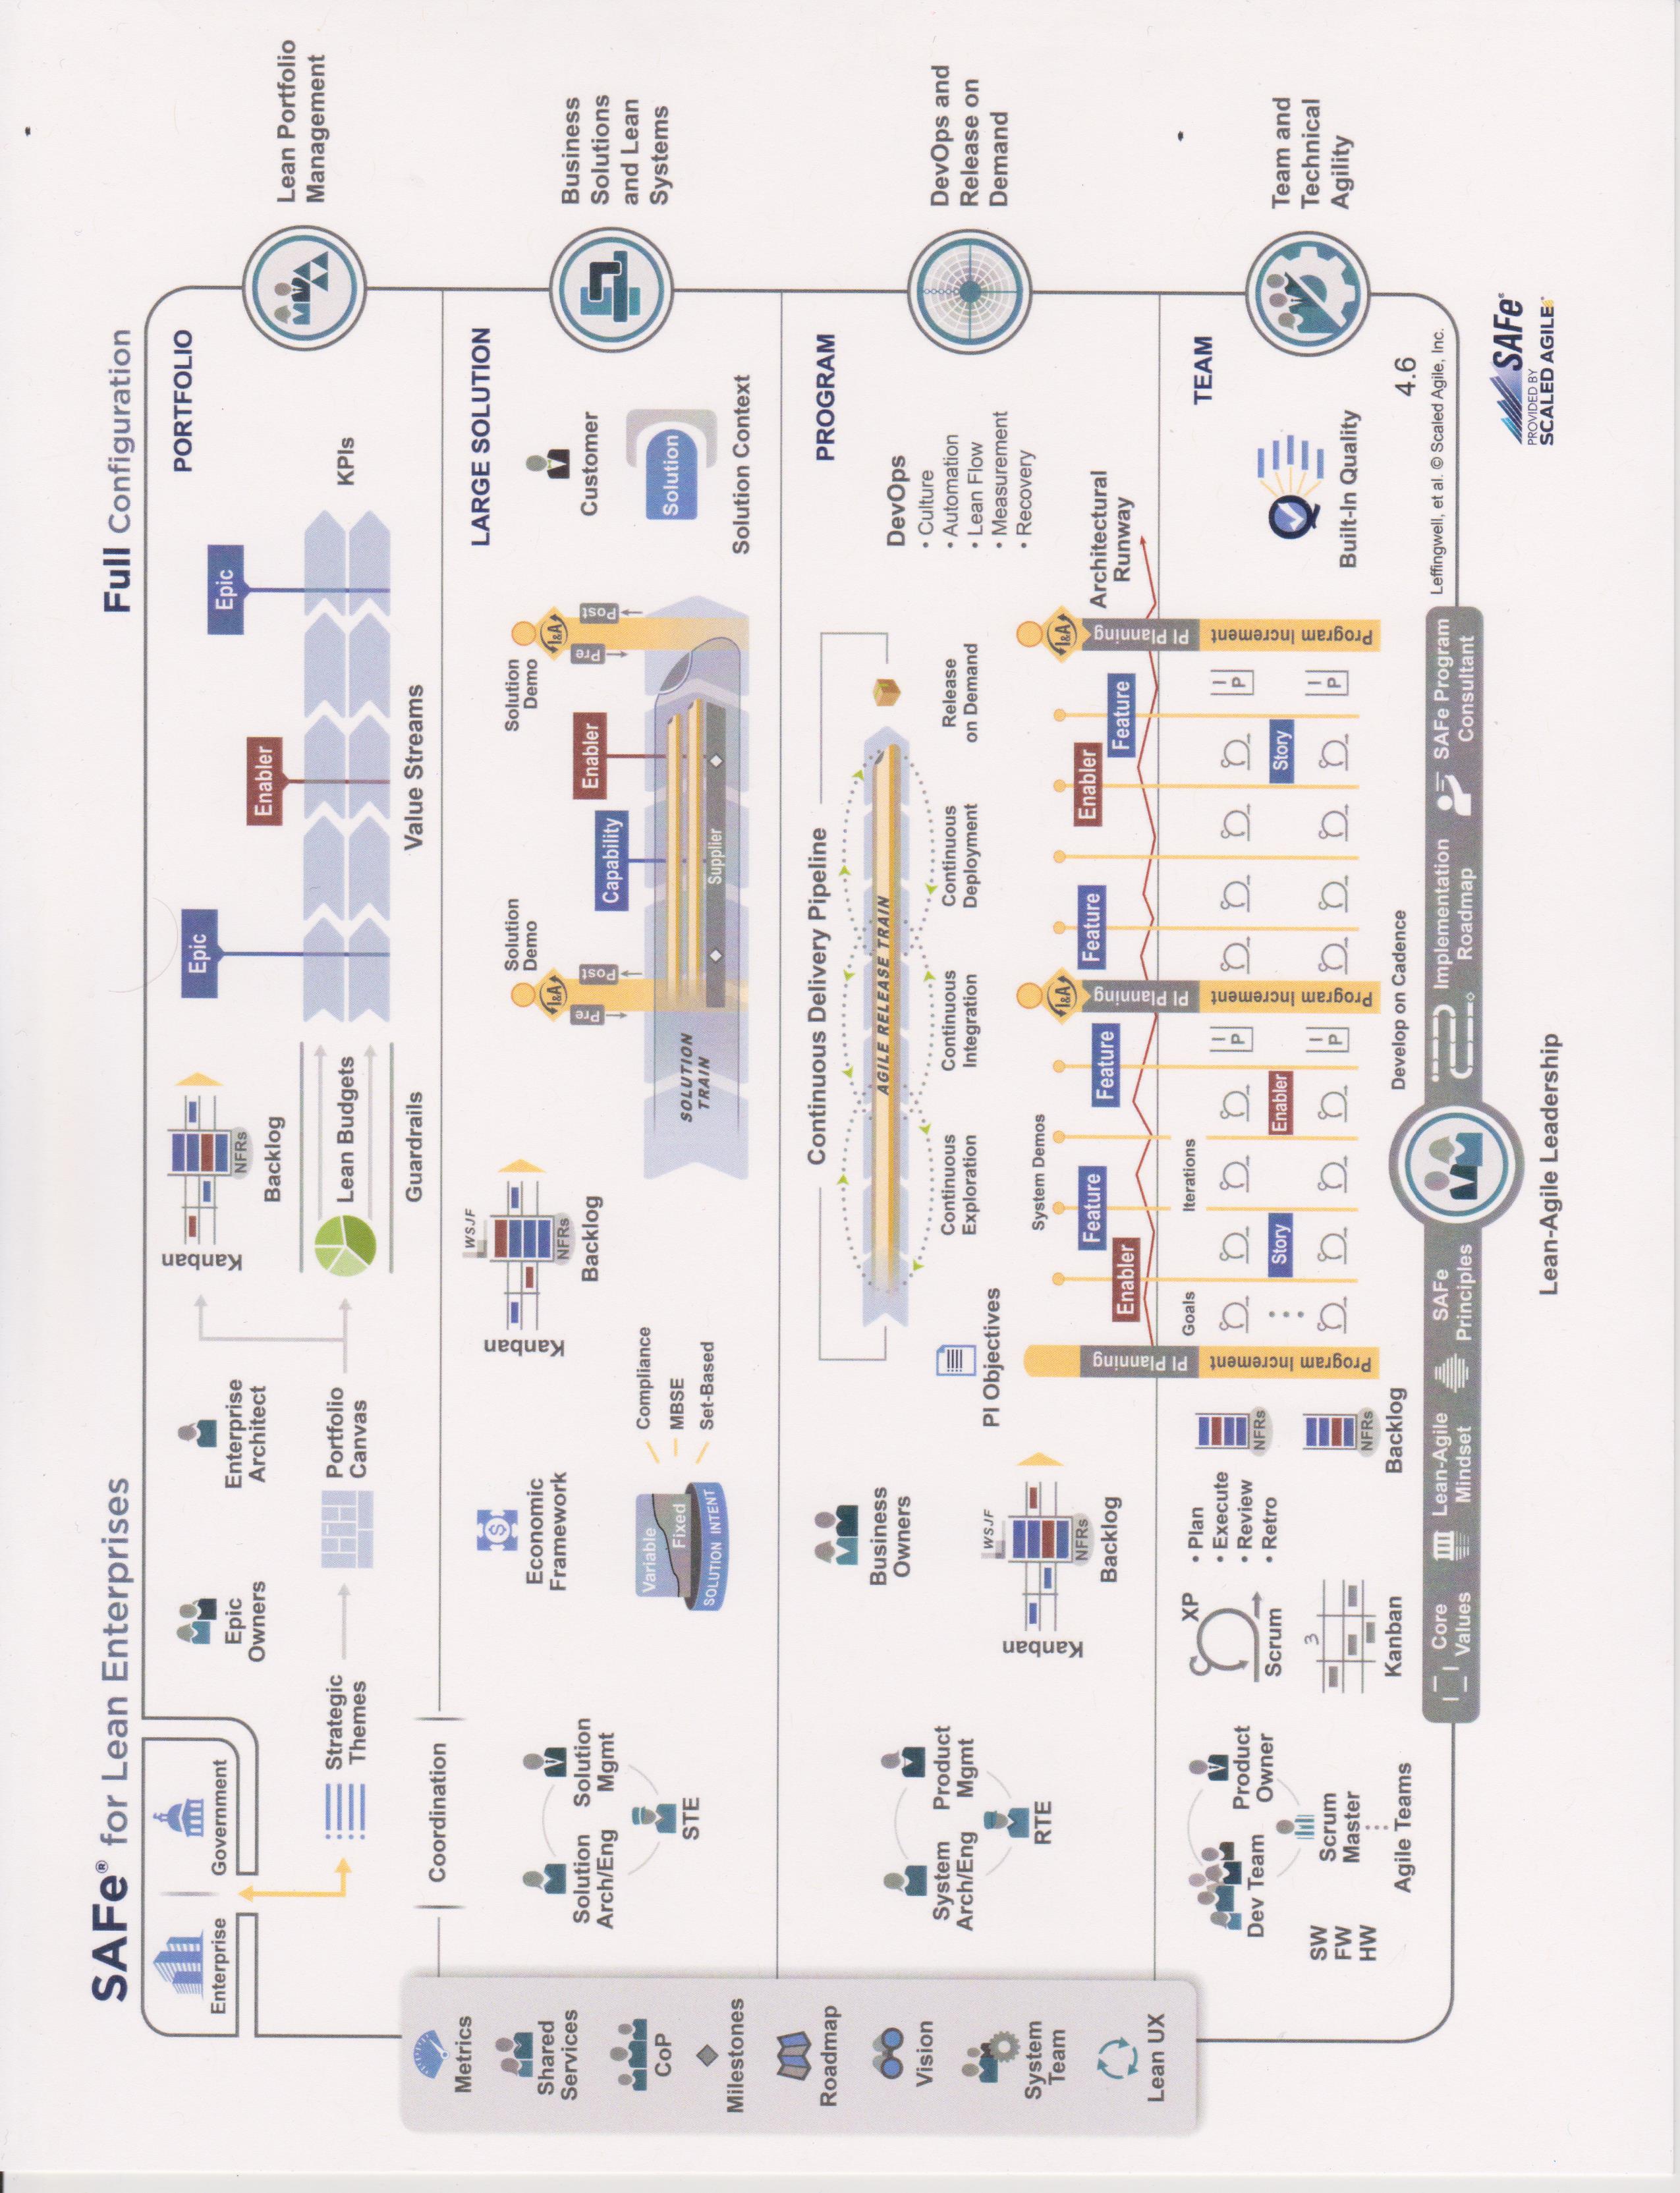 SAFe® for Lean Enterprises
Full Configuration
Enterprise
Government
Epic
Owners
Enterprise
Architect
Kanban
NFRs
Backlog
Epic
Enabler
Epic
PORTFOLIO
Strategic
Themes
Portfolio
Canvas
Lean Budgets
Guardrails
Value Streams
KPIs
Lean Portfolio
Management
Metrics
Shared
Services
CoP
Milestones
Roadmap
Vision
System
Team
Lean UX
Coordination
LARGE SOLUTION
Solution
Arch/Eng
Solution
Mgmt
STE
Economic
Framework
Variable
Fixed
SOLUTION INTENT
Compliance
MBSE
Set-Based
Kanban
WSJF
NFRs
Backlog
Solution
Demo
I&A
Pre
Post
Capability
Enabler
Solution
Demo
I&A
Pre
Post
SOLUTION
TRAIN
Supplier
Customer
Solution
Solution Context
Business
Solutions
and Lean
Systems
PROGRAM
System
Arch/Eng
Product
Mgmt
RTE
Business
Owners
Kanban
WSJF
NFRs
Backlog
Continuous Delivery Pipeline
AGILE RELEASE TRAIN
Continuous
Exploration
Continuous
Integration
Continuous
Deployment
Release
on Demand
PI Objectives
DevOps
• Culture
• Automation
• Lean Flow
• Measurement
• Recovery
DevOps and
Release on
Demand
System Demos
I&A
I&A
Enabler
Feature
Feature
Feature
Enabler
Feature
PI Planning
PI Planning
PI Planning
Architectural
Runway
TEAM
Dev Team
Product
Owner
Scrum
Master
Agile Teams
SW
FW
HW
XP
Scrum
• Plan
• Execute
• Review
• Retro
3
Kanban
NFRs
NFRs
Backlog
Goals
Iterations
Program Increment
Program Increment
Program Increment
Story
Enabler
Story
I
P
I
P
I
P
I
P
Develop on Cadence
Built-In Quality
Team and
Technical
Agility
4.6
Leffingwell, et al. © Scaled Agile, Inc.
Core
Values
Lean-Agile
Mindset
SAFe
Principles
Implementation
Roadmap
SAFe Program
Consultant
Lean-Agile Leadership
SAFe®
PROVIDED BY
SCALED AGILE®